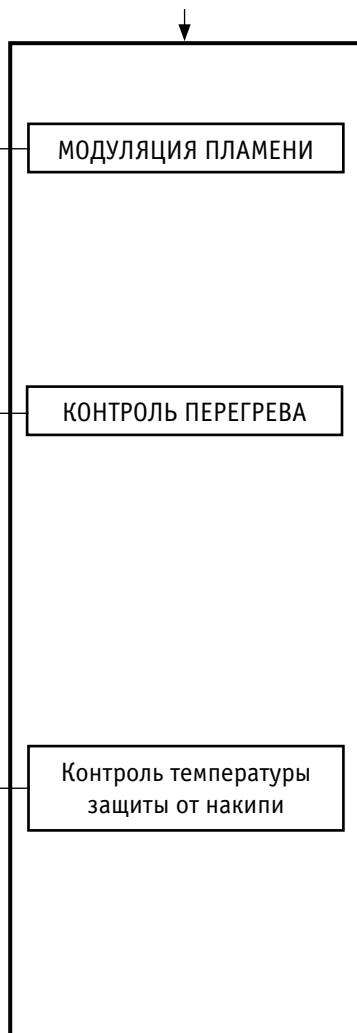 МОДУЛЯЦИЯ ПЛАМЕНИ
КОНТРОЛЬ ПЕРЕГРЕВА
Контроль температуры
защиты от накипи